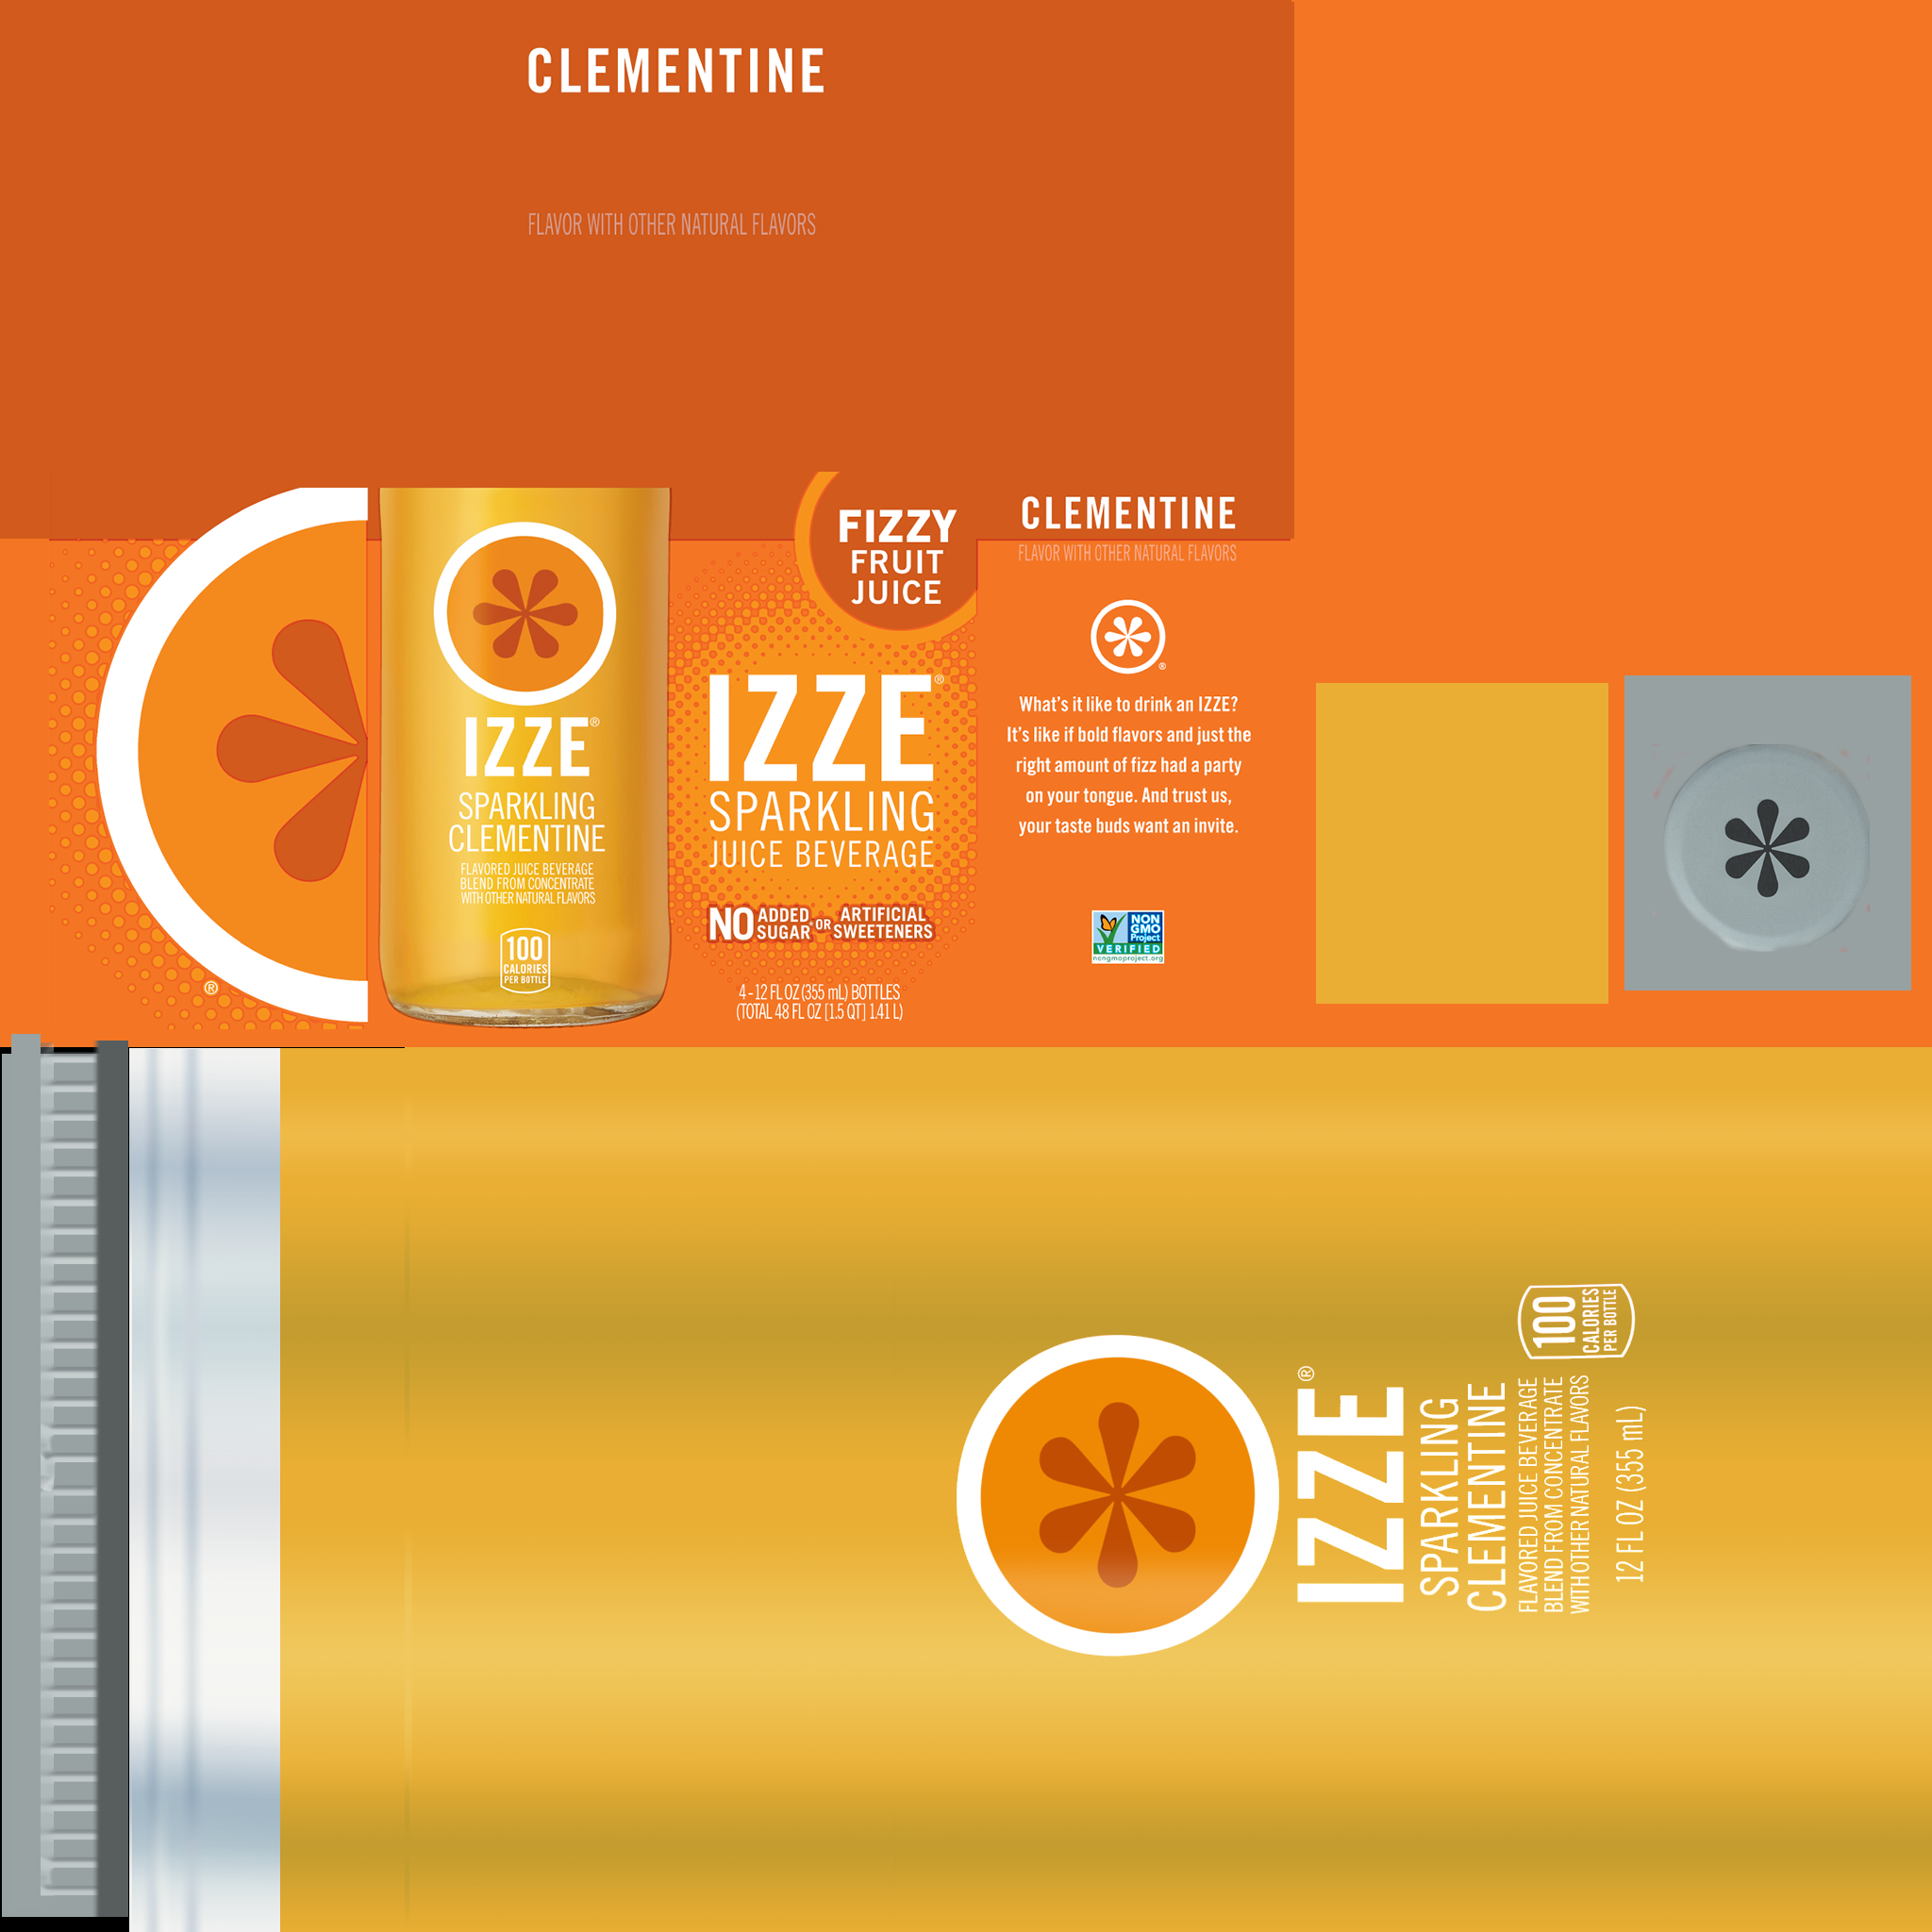 CLEMENTINE
FLAVOR WITH OTHER NATURAL FLAVORS
®
IZZE®
SPARKLING
CLEMENTINE
FLAVORED JUICE BEVERAGE
BLEND FROM CONCENTRATE
WITH OTHER NATURAL FLAVORS
100
CALORIES
PER BOTTLE
FIZZY
FRUIT
JUICE
IZZE®
SPARKLING
JUICE BEVERAGE
NO ADDED SUGAR OR ARTIFICIAL SWEETENERS
4-12 FL OZ (355 mL) BOTTLES
(TOTAL 48 FL OZ [1.5 QT] 1.41 L)
CLEMENTINE
FLAVOR WITH OTHER NATURAL FLAVORS
®
What's it like to drink an IZZE?
It's like if bold flavors and just the
right amount of fizz had a party
on your tongue. And trust us,
your taste buds want an invite.
NON
GMO
Project
VERIFIED
nongmoproject.org
IZZE®
SPARKLING
CLEMENTINE
FLAVORED JUICE BEVERAGE
BLEND FROM CONCENTRATE
WITH OTHER NATURAL FLAVORS
100
CALORIES
PER BOTTLE
12 FL OZ (355 mL)